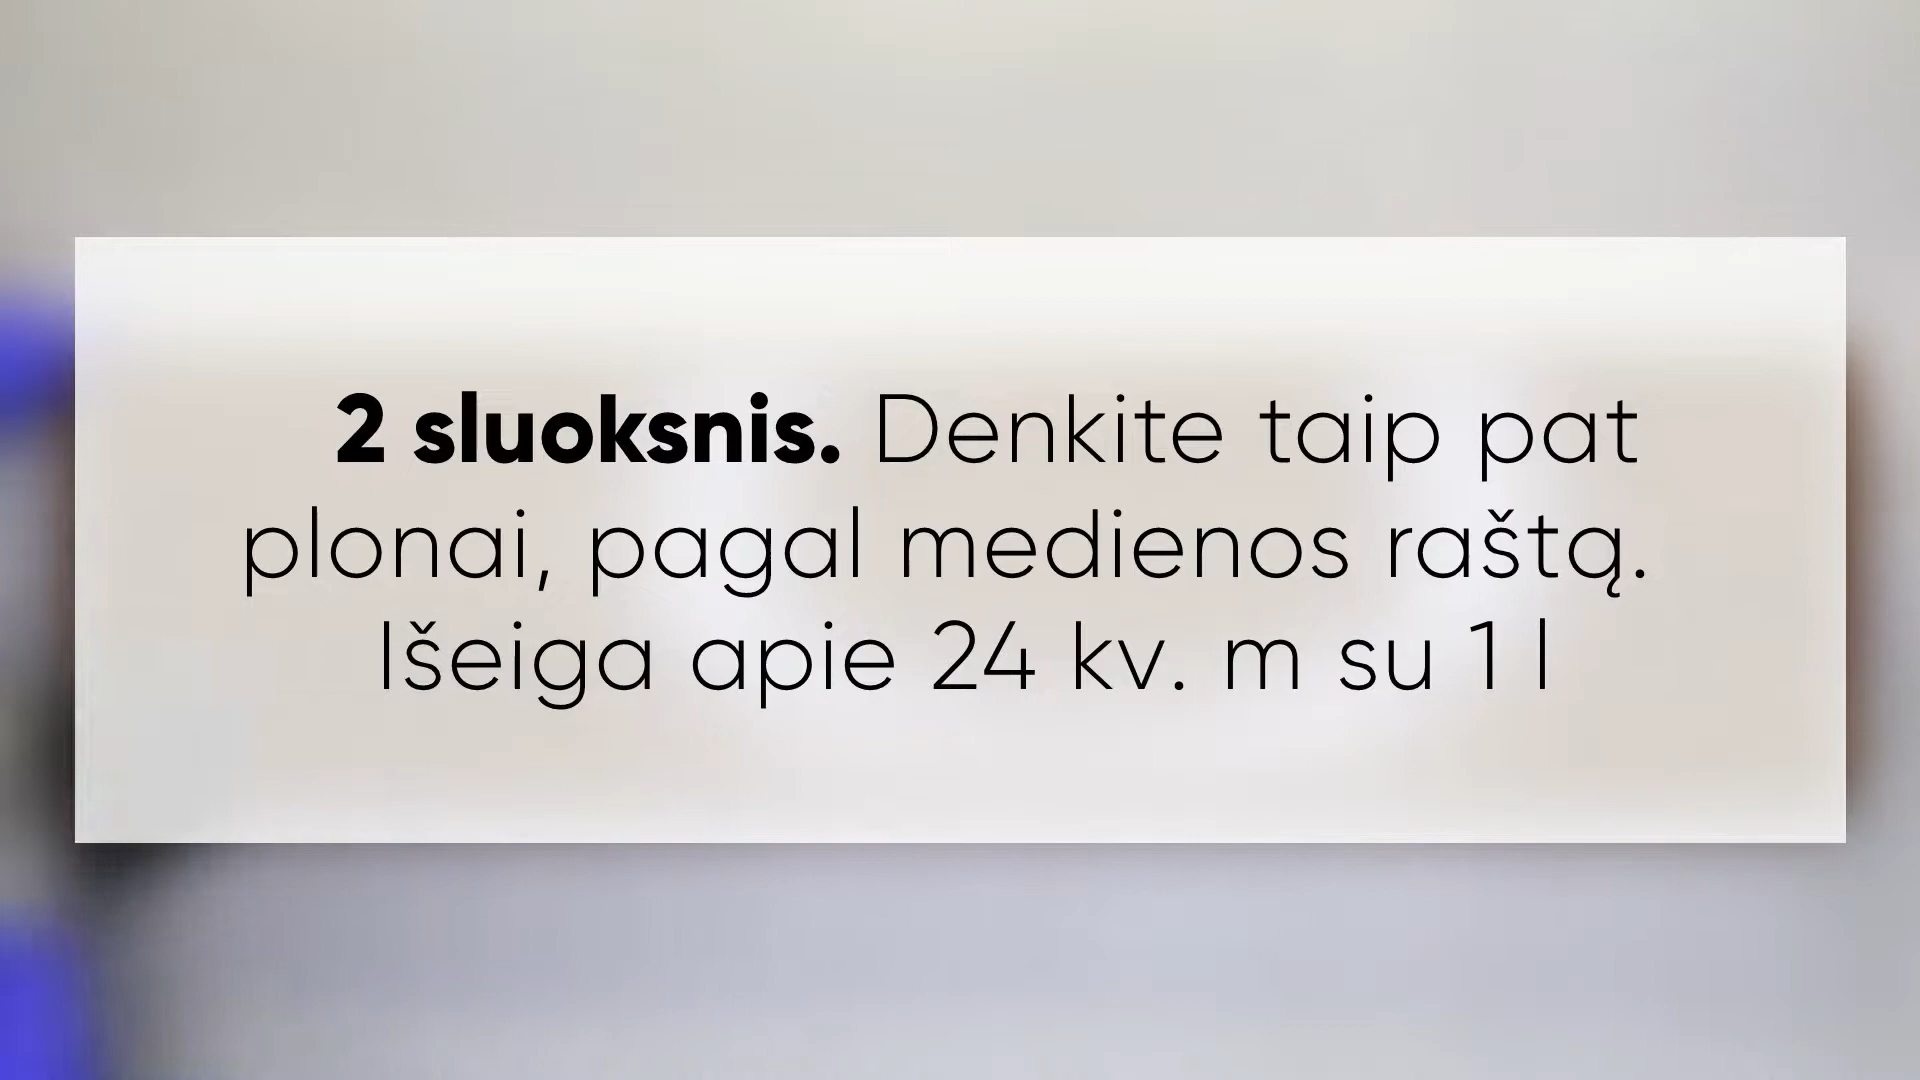 2 sluoksnis. Denkite taip pat
plonai, pagal medienos raštą.
Išeiga apie 24 kv. m su 1 l